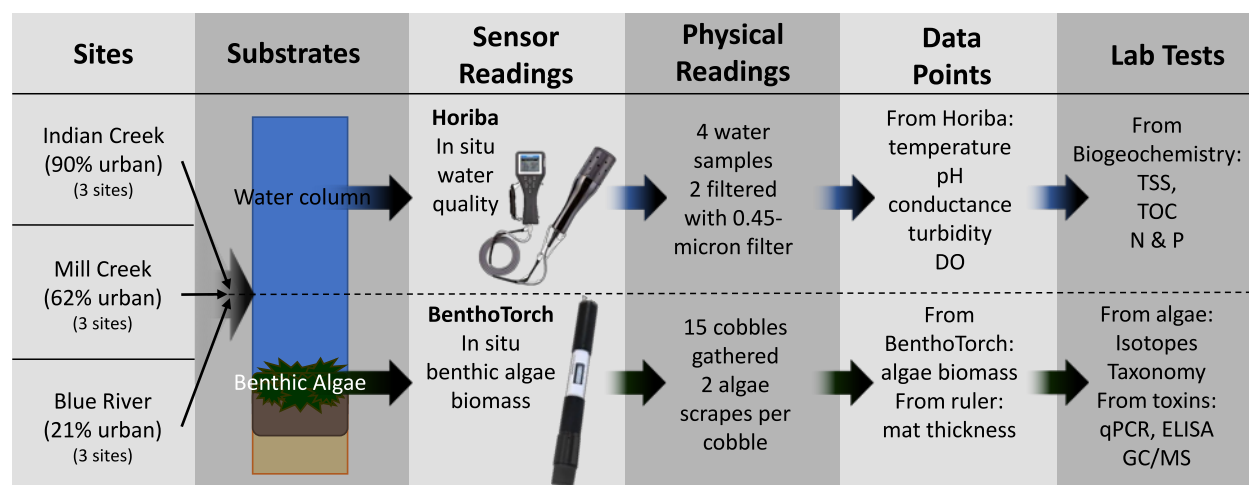 Sites
Substrates
Sensor
Readings
Physical
Readings
Data
Points
Lab Tests
Indian Creek
(90% urban)
(3 sites)
Mill Creek
(62% urban)
(3 sites)
Blue River
(21% urban)
(3 sites)
Water column
Benthic Algae
Horiba
In situ
water
quality
4 water
samples
2 filtered
with 0.45-
micron filter
From Horiba:
temperature
pH
conductance
turbidity
DO
From
Biogeochemistry:
TSS,
TOC
N & P
BenthoTorch
In situ
benthic algae
biomass
15 cobbles
gathered
2 algae
scrapes per
cobble
From
BenthoTorch:
algae biomass
From ruler:
mat thickness
From algae:
Isotopes
Taxonomy
From toxins:
qPCR, ELISA
GC/MS